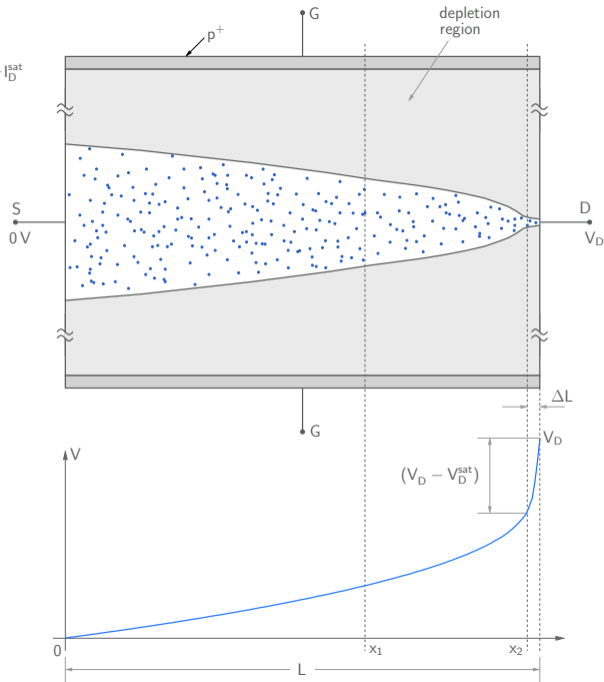 G
p⁺
depletion
region
I_D^sat
S
D
0 V
V_D
G
ΔL
V
V_D
(V_D − V_D^sat)
0
x₁
x₂
L